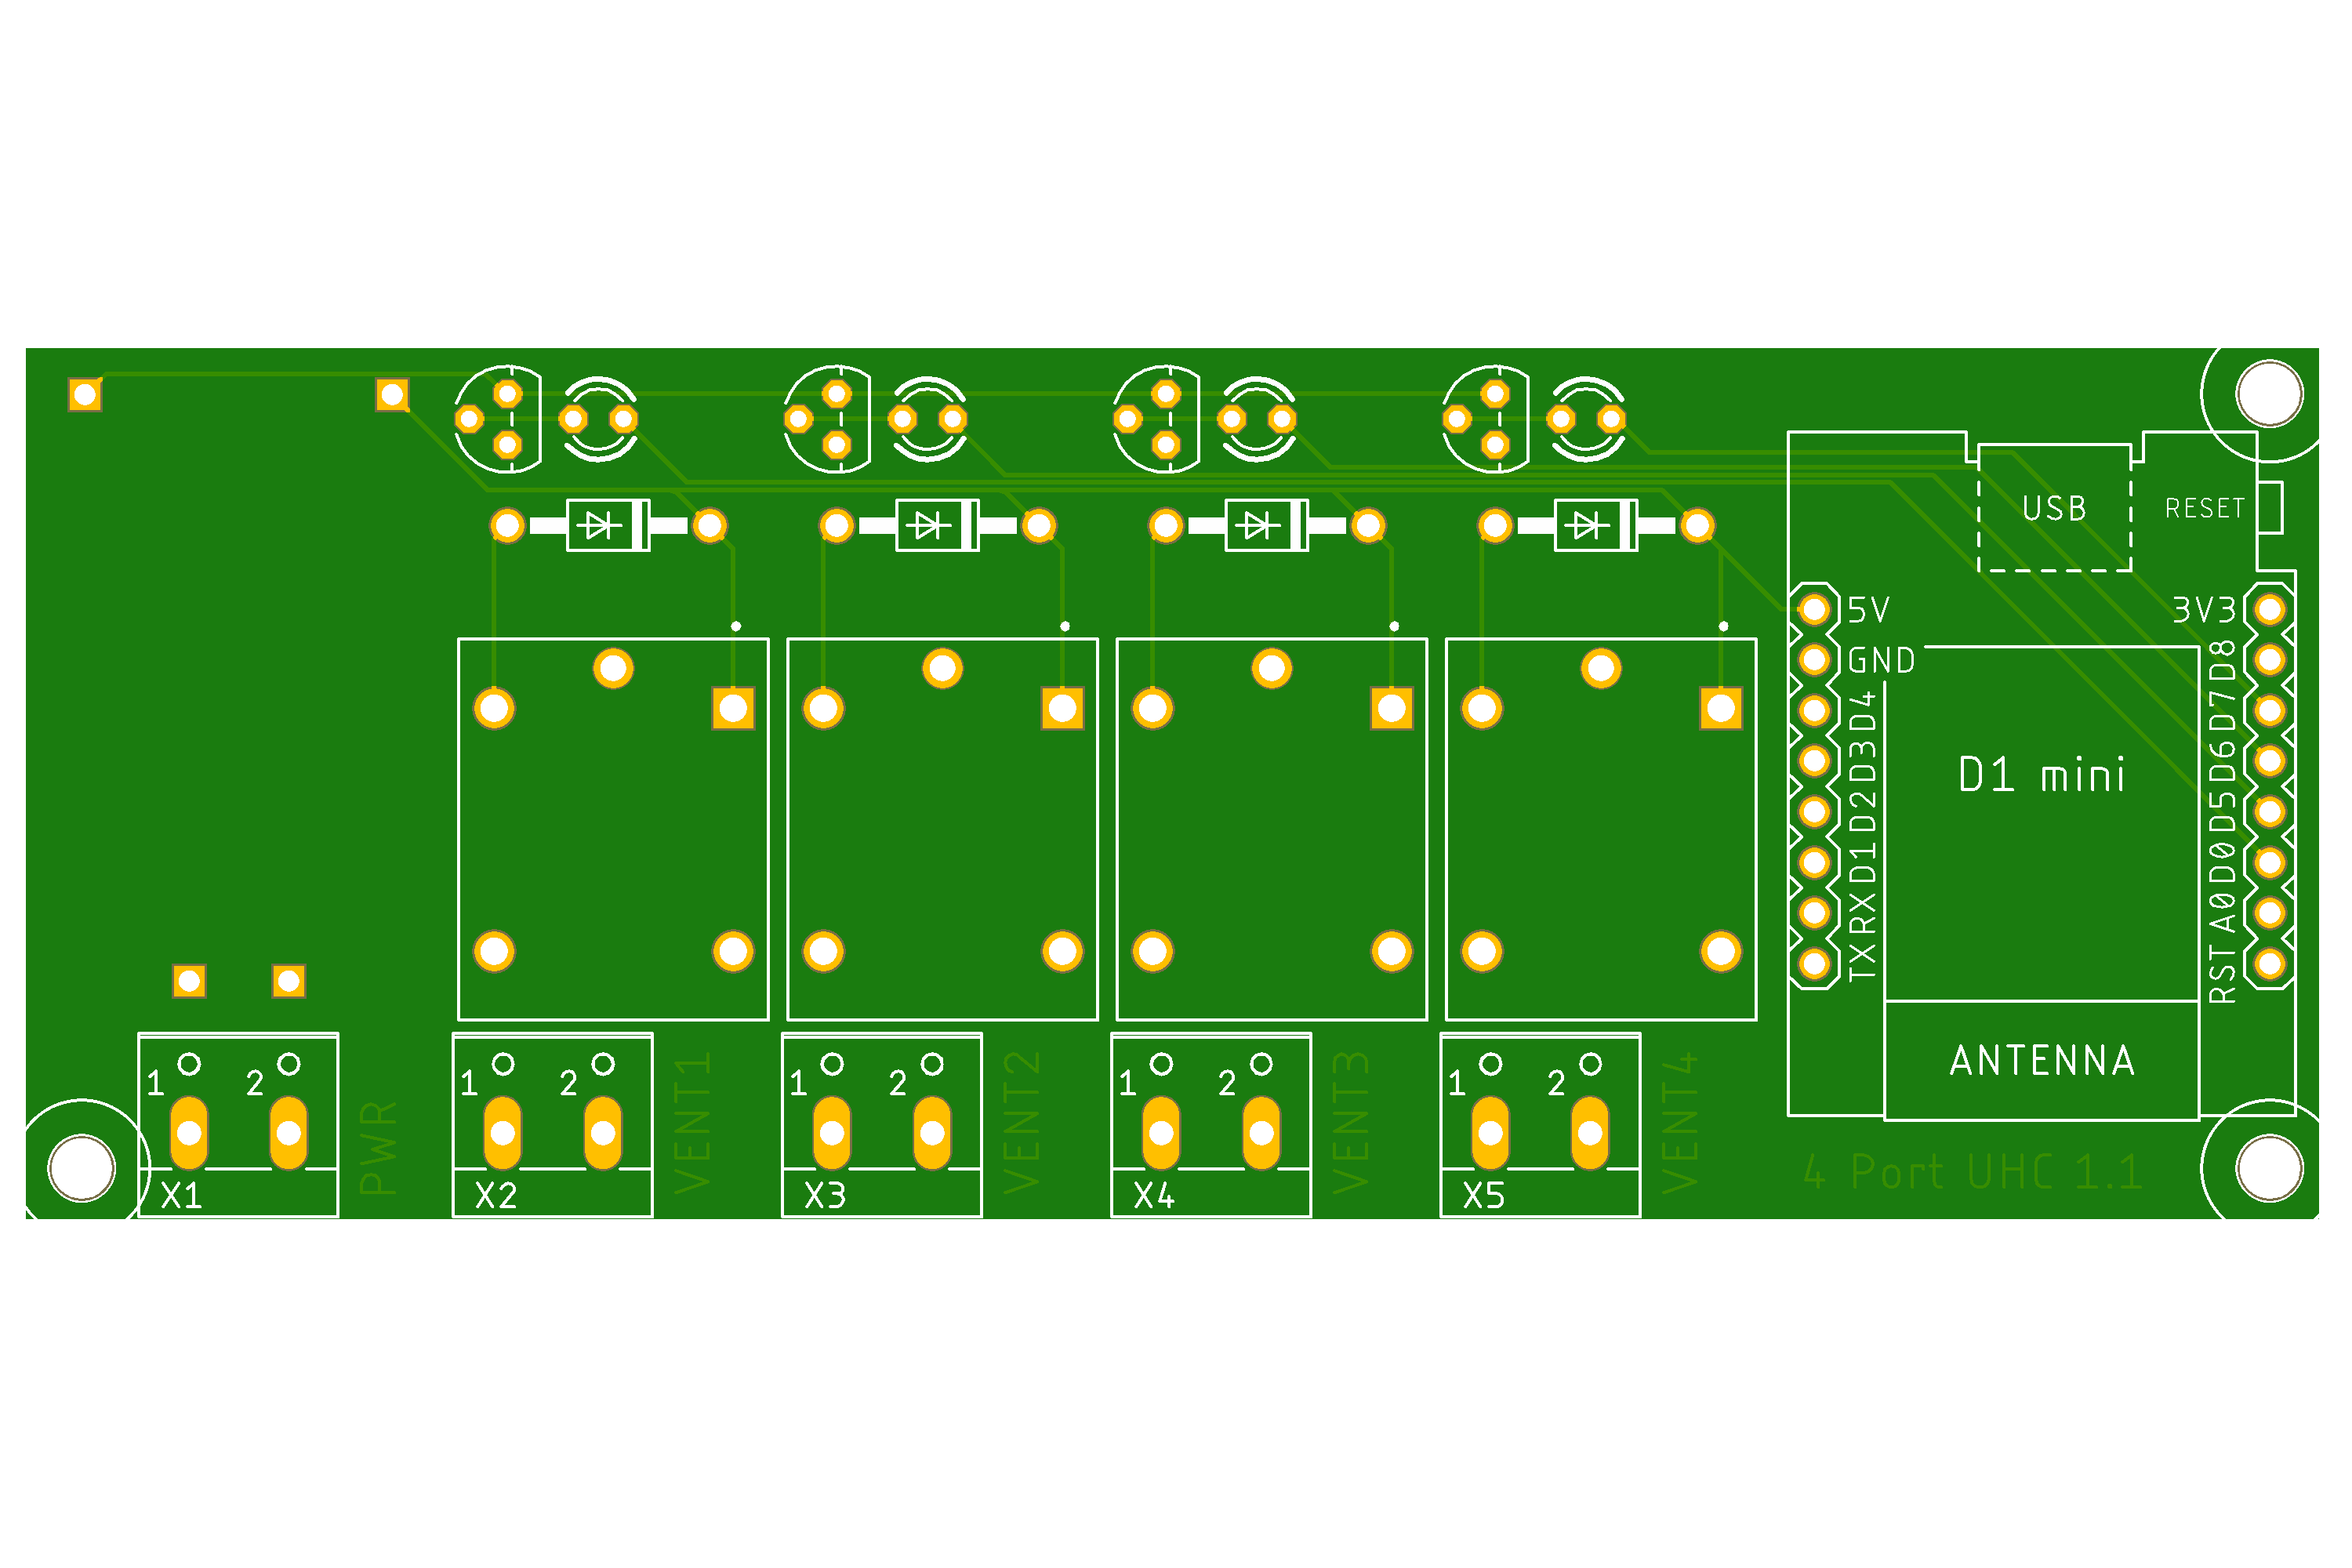 USB
RESET
5V
3V3
GND
D4
D3
D2
D1
RX
TX
D8
D7
D6
D5
D0
A0
RST
D1 mini
ANTENNA
1 2
X1
PWR
1 2
X2
VENT1
1 2
X3
VENT2
1 2
X4
VENT3
1 2
X5
VENT4
4 Port UHC 1.1